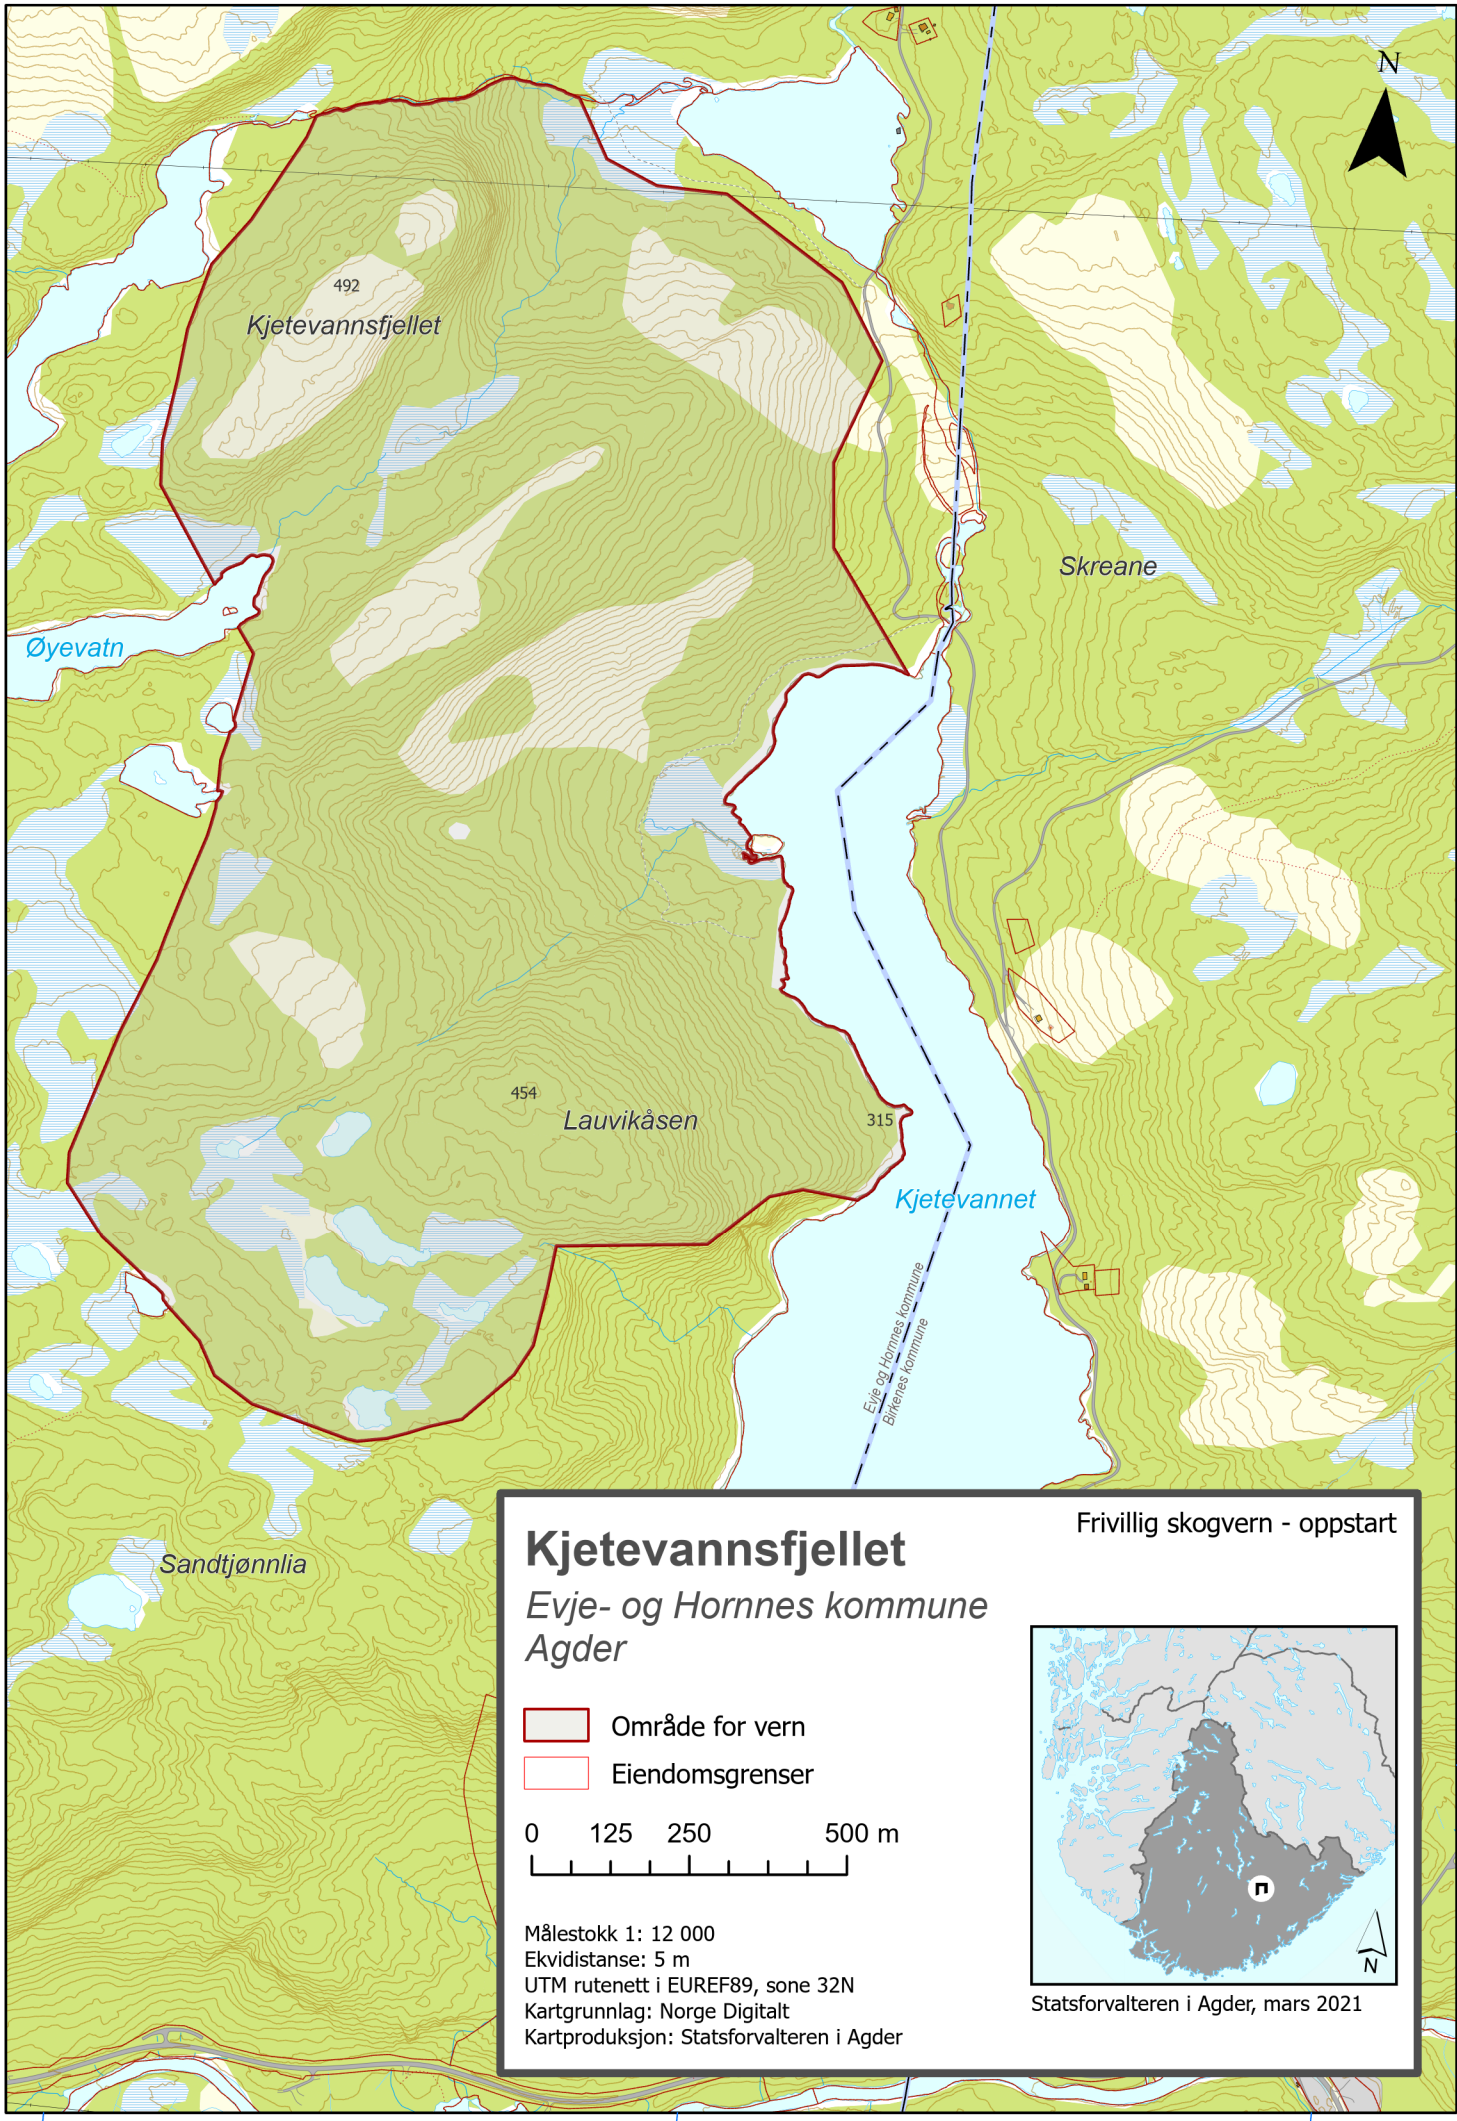 N
492
Kjetevannsfjellet
Skreane
Øyevatn
454
Lauvikåsen
315
Kjetevannet
Evje og Hornnes kommune
Birkenes kommune
Sandtjønnlia
Frivillig skogvern - oppstart
Kjetevannsfjellet
Evje- og Hornnes kommune
Agder
Område for vern
Eiendomsgrenser
0 125 250 500 m
Målestokk 1: 12 000
Ekvidistanse: 5 m
UTM rutenett i EUREF89, sone 32N
Kartgrunnlag: Norge Digitalt
Kartproduksjon: Statsforvalteren i Agder
N
Statsforvalteren i Agder, mars 2021